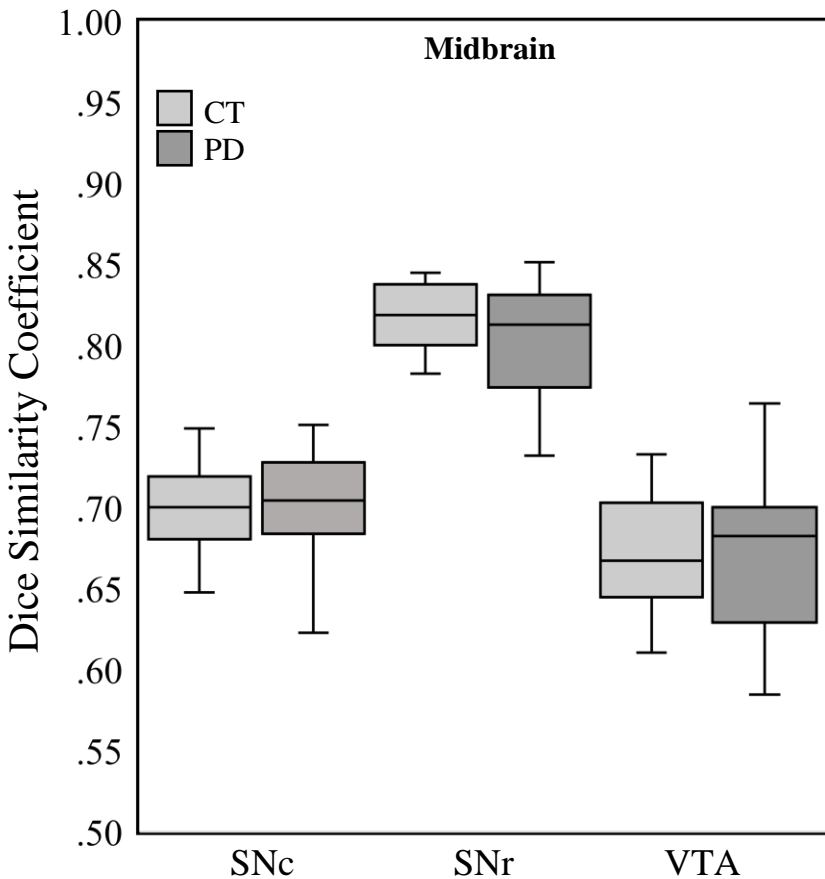 Midbrain
CT
PD
Dice Similarity Coefficient
1.00
.95
.90
.85
.80
.75
.70
.65
.60
.55
.50
SNc
SNr
VTA